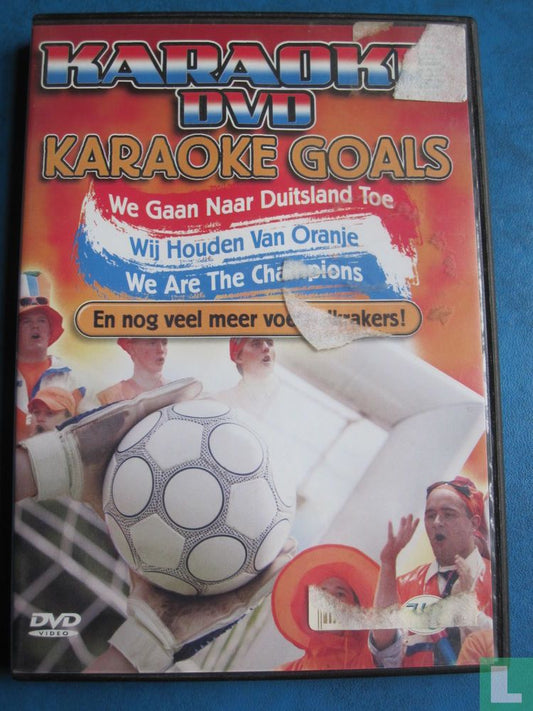 KARAOKE
DVD
KARAOKE GOALS
We Gaan Naar Duitsland Toe
Wij Houden Van Oranje
We Are The Champions
En nog veel meer
DVD
VIDEO
L